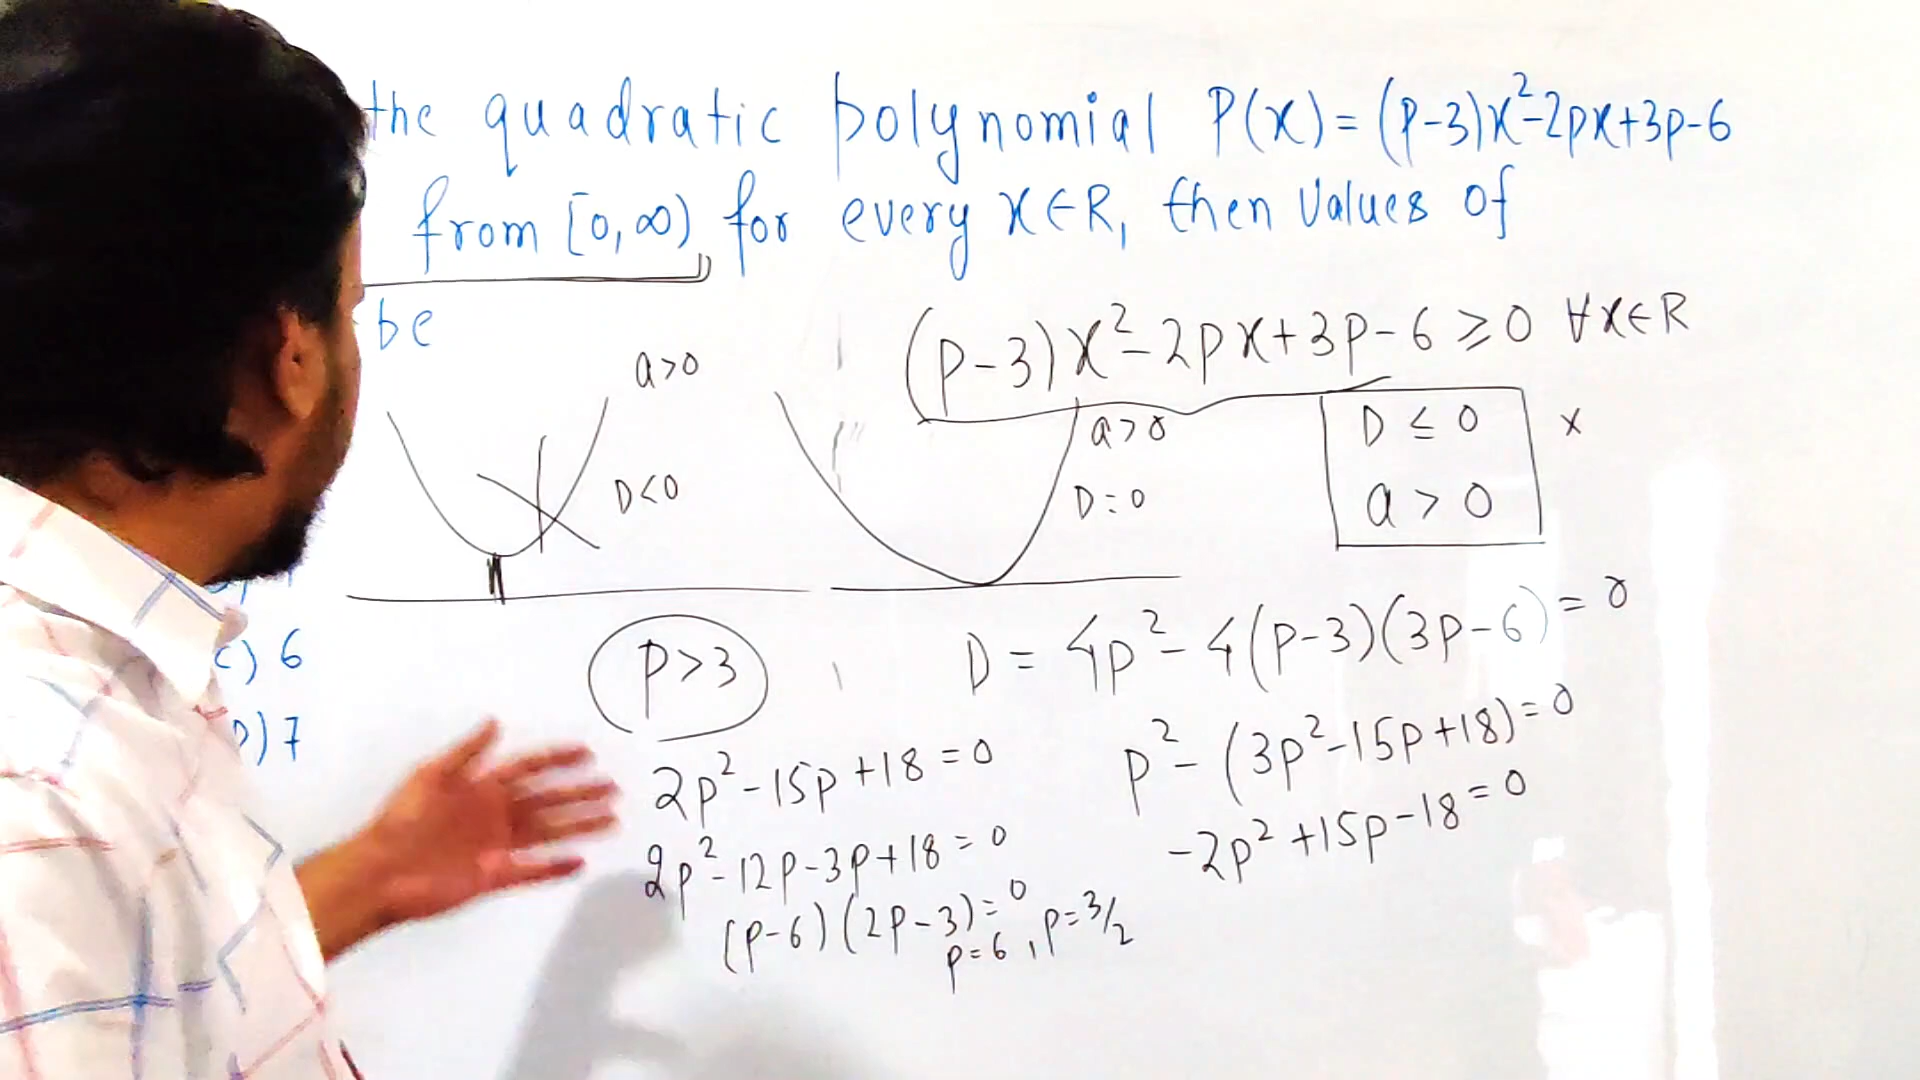 the quadratic polynomial P(x) = (p-3)x²-2px+3p-6
from [0,∞) for every x∈R, then values of
be
(p-3)x²-2px+3p-6 ≥ 0 ∀x∈R
a>0
D<0
a>0
D=0
D ≤ 0
a > 0
x
C) 6
D) 7
p>3
D = 4p² - 4(p-3)(3p-6) = 0
p² - (3p²-15p+18) = 0
-2p² + 15p - 18 = 0
2p² - 15p + 18 = 0
2p² - 12p - 3p + 18 = 0
(p-6)(2p-3) = 0
p=6, p=3/2